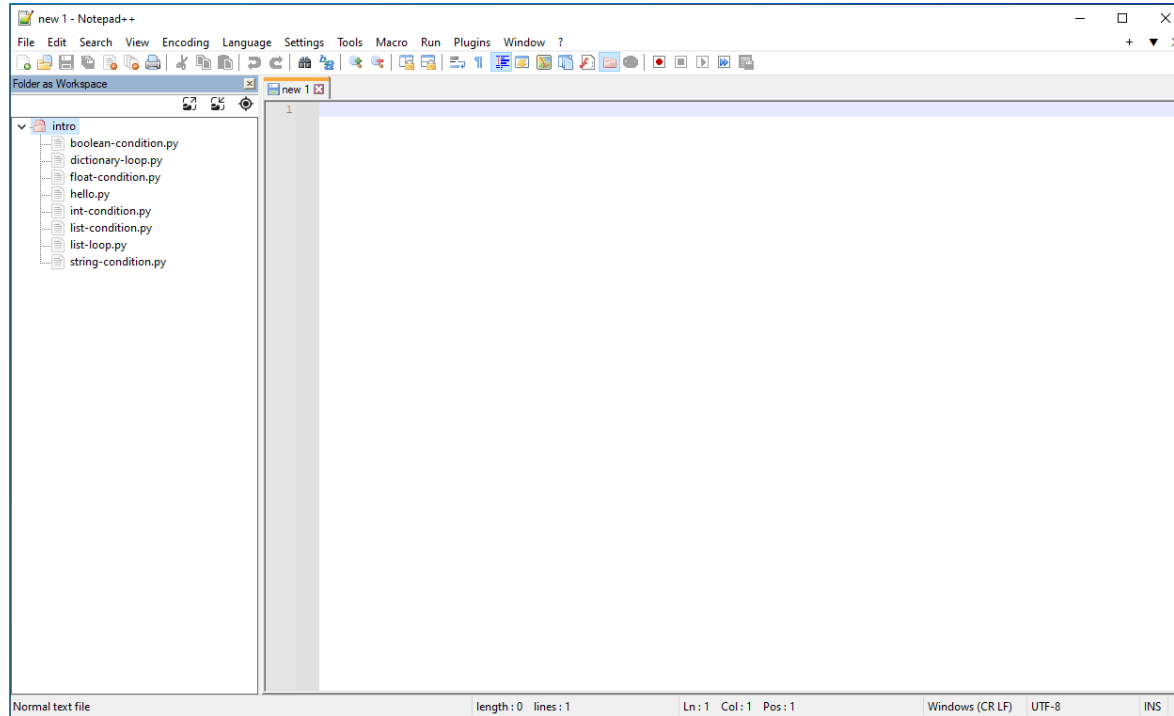 new 1 - Notepad++
File Edit Search View Encoding Language Settings Tools Macro Run Plugins Window ?
Folder as Workspace
new 1
1
intro
boolean-condition.py
dictionary-loop.py
float-condition.py
hello.py
int-condition.py
list-condition.py
list-loop.py
string-condition.py
Normal text file length : 0 lines : 1 Ln : 1 Col : 1 Pos : 1 Windows (CR LF) UTF-8 INS